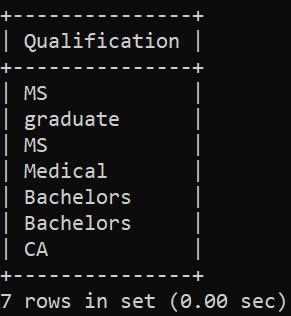 +---------------+
| Qualification |
+---------------+
| MS            |
| graduate      |
| MS            |
| Medical       |
| Bachelors     |
| Bachelors     |
| CA            |
+---------------+
7 rows in set (0.00 sec)